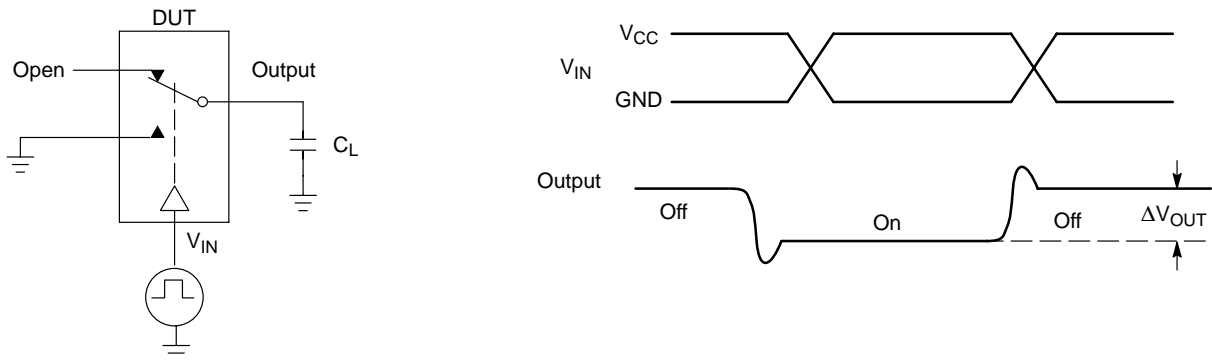 DUT
Open
Output
C_L
V_IN
V_CC
V_IN
GND
Output
Off
On
Off
ΔV_OUT